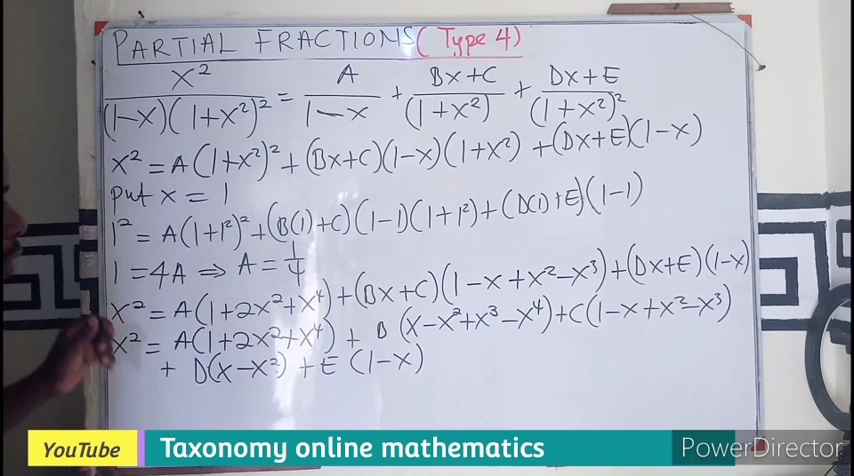 PARTIAL FRACTIONS (Type 4)
x²/((1-x)(1+x²)²) = A/(1-x) + (Bx+C)/(1+x²) + (Dx+E)/(1+x²)²
x² = A(1+x²)² + (Bx+C)(1-x)(1+x²) + (Dx+E)(1-x)
put x = 1
1² = A(1+1²)² + (B(1)+C)(1-1)(1+1²) + (D(1)+E)(1-1)
1 = 4A ⇒ A = 1/4
x² = A(1+2x²+x⁴) + (Bx+C)(1-x+x²-x³) + (Dx+E)(1-x)
x² = A(1+2x²+x⁴) + B(x-x²+x³-x⁴) + C(1-x+x²-x³)
+ D(x-x²) + E(1-x)
YouTube Taxonomy online mathematics
PowerDirector